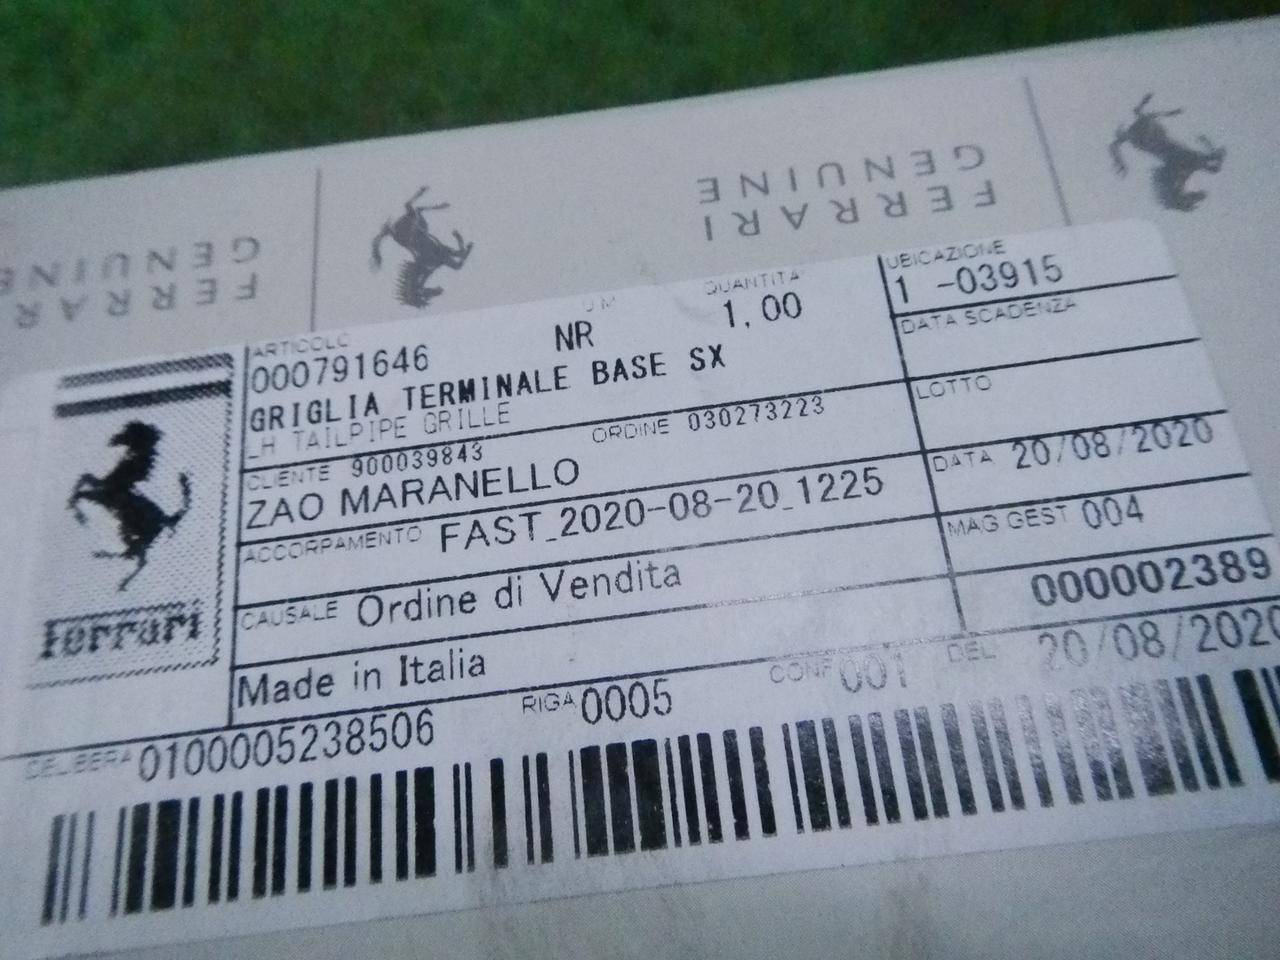 FERRARI
GENUINE
FERRARI
GENUINE
ARTICOLO
000791646
U M
NR
QUANTITA'
1,00
GRIGLIA TERMINALE BASE SX
LH TAILPIPE GRILLE
CLIENTE 900039843
ORDINE 030273223
ZAO MARANELLO
ACCORPAMENTO FAST_2020-08-20_1225
CAUSALE Ordine di Vendita
Made in Italia
UBICAZIONE
1 -03915
DATA SCADENZA
LOTTO
DATA 20/08/2020
MAG GEST 004
000002389
Ferrari
DELIBERA 0100005238506 RIGA 0005 CONF 001 DEL 20/08/2020